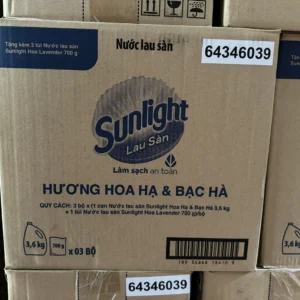 Tặng kèm 3 túi Nước lau sàn
Sunlight Hoa Lavender 700 g
Nước lau sàn
64346039
Sunlight
Lau Sàn
Làm sạch an toàn
HƯƠNG HOA HẠ & BẠC HÀ
QUY CÁCH: 3 bộ x (1 can Nước lau sàn Sunlight Hoa Hạ & Bạc Hà 3,6 kg
+ 1 túi Nước lau sàn Sunlight Hoa Lavender 700 g)/bộ
3,6 kg
700 g
x 03 BỘ
64346039